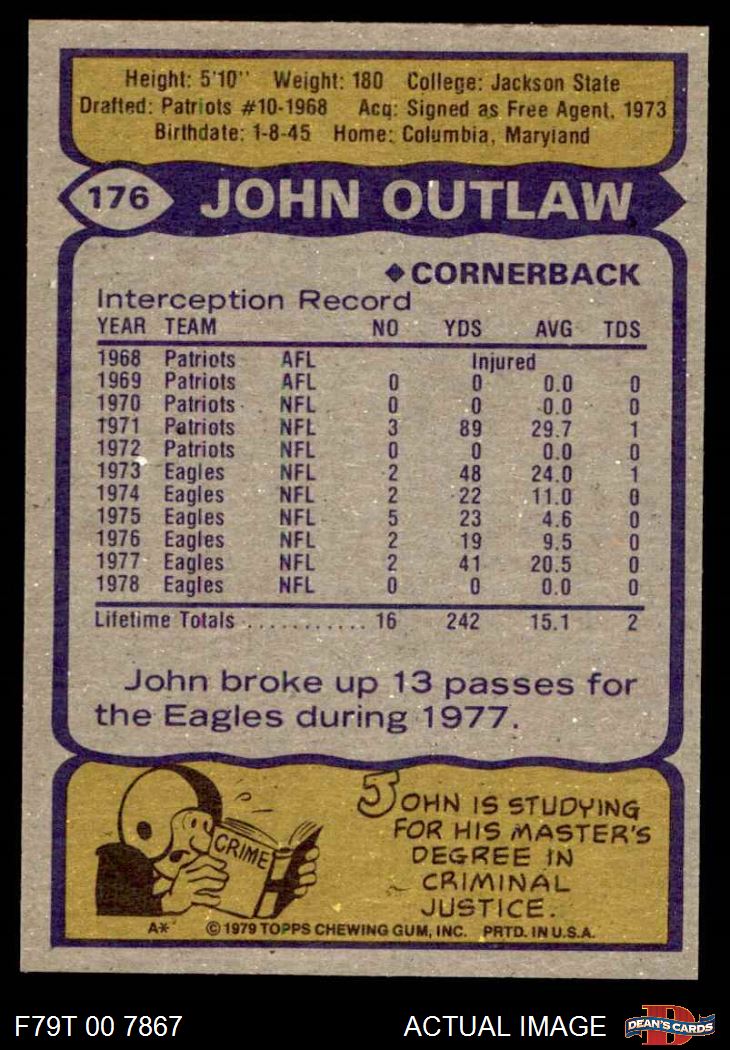 Height: 5'10" Weight: 180 College: Jackson State
Drafted: Patriots #10-1968 Acq: Signed as Free Agent, 1973
Birthdate: 1-8-45 Home: Columbia, Maryland
176 JOHN OUTLAW
◆CORNERBACK
Interception Record
YEAR TEAM NO YDS AVG TDS
1968 Patriots AFL Injured
1969 Patriots AFL 0 0 0.0 0
1970 Patriots NFL 0 0 0.0 0
1971 Patriots NFL 3 89 29.7 1
1972 Patriots NFL 0 0 0.0 0
1973 Eagles NFL 2 48 24.0 1
1974 Eagles NFL 2 22 11.0 0
1975 Eagles NFL 5 23 4.6 0
1976 Eagles NFL 2 19 9.5 0
1977 Eagles NFL 2 41 20.5 0
1978 Eagles NFL 0 0 0.0 0
Lifetime Totals ........... 16 242 15.1 2
John broke up 13 passes for
the Eagles during 1977.
CRIME
JOHN IS STUDYING
FOR HIS MASTER'S
DEGREE IN
CRIMINAL
JUSTICE.
A* © 1979 TOPPS CHEWING GUM, INC. PRTD. IN U.S.A.
F79T 00 7867 ACTUAL IMAGE D DEAN'S CARDS